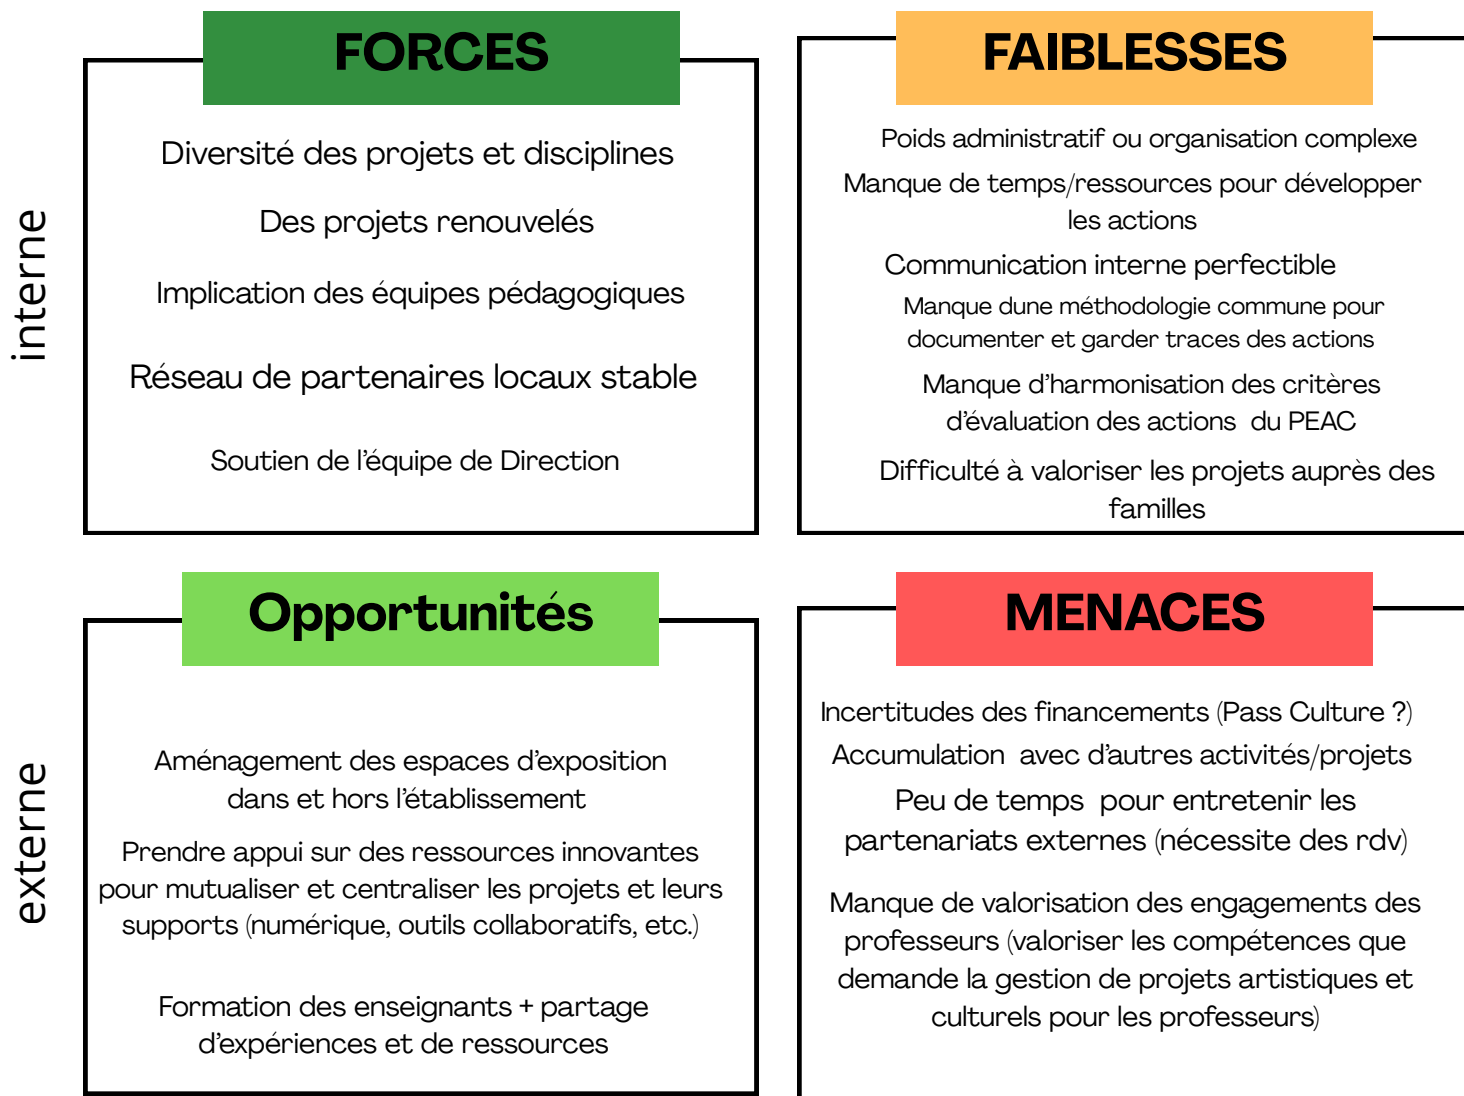 interne
FORCES
Diversité des projets et disciplines
Des projets renouvelés
Implication des équipes pédagogiques
Réseau de partenaires locaux stable
Soutien de l'équipe de Direction
FAIBLESSES
Poids administratif ou organisation complexe
Manque de temps/ressources pour développer
les actions
Communication interne perfectible
Manque dune méthodologie commune pour
documenter et garder traces des actions
Manque d'harmonisation des critères
d'évaluation des actions du PEAC
Difficulté à valoriser les projets auprès des
familles
externe
Opportunités
Aménagement des espaces d'exposition
dans et hors l'établissement
Prendre appui sur des ressources innovantes
pour mutualiser et centraliser les projets et leurs
supports (numérique, outils collaboratifs, etc.)
Formation des enseignants + partage
d'expériences et de ressources
MENACES
Incertitudes des financements (Pass Culture ?)
Accumulation avec d'autres activités/projets
Peu de temps pour entretenir les
partenariats externes (nécessite des rdv)
Manque de valorisation des engagements des
professeurs (valoriser les compétences que
demande la gestion de projets artistiques et
culturels pour les professeurs)